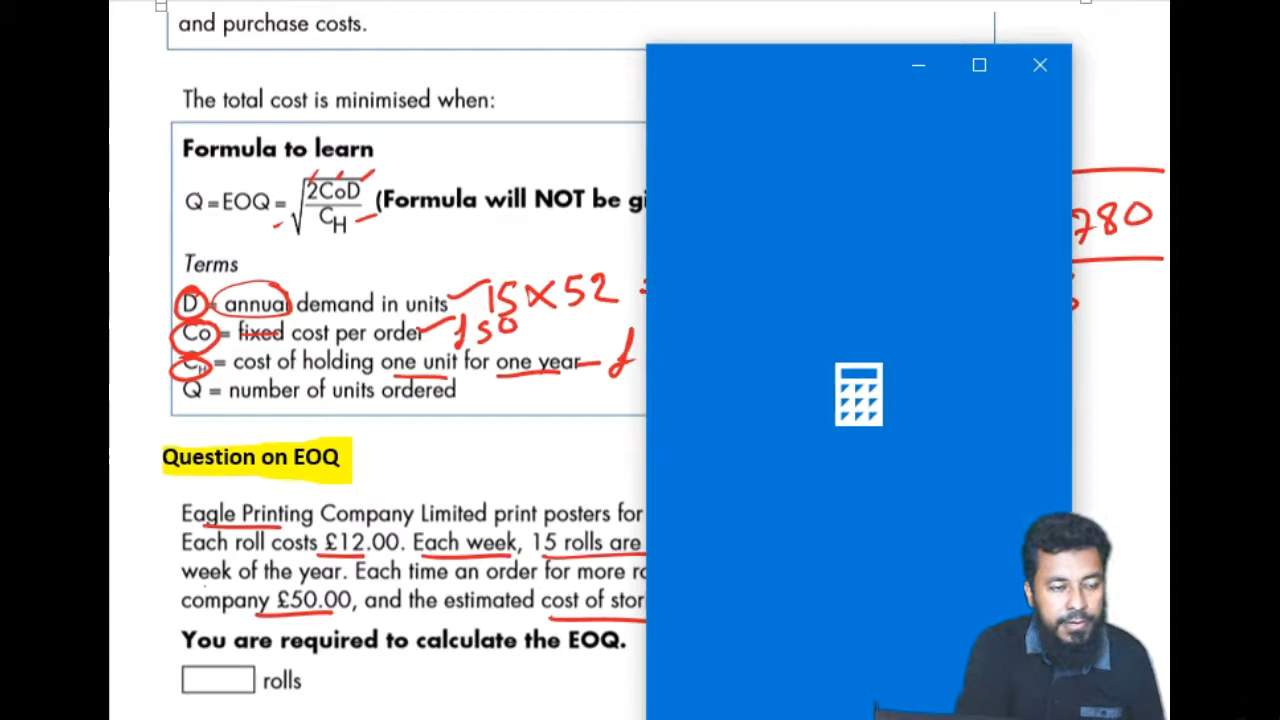 and purchase costs.
The total cost is minimised when:
Formula to learn
Q = EOQ = √2CoD (Formula will NOT be gi
CH
780
Terms
D = annual demand in units 15 × 52
Co = fixed cost per order £50
CH = cost of holding one unit for one year £
Q = number of units ordered
Question on EOQ
Eagle Printing Company Limited print posters for
Each roll costs £12.00. Each week, 15 rolls are
week of the year. Each time an order for more ro
company £50.00, and the estimated cost of stor
You are required to calculate the EOQ.
rolls